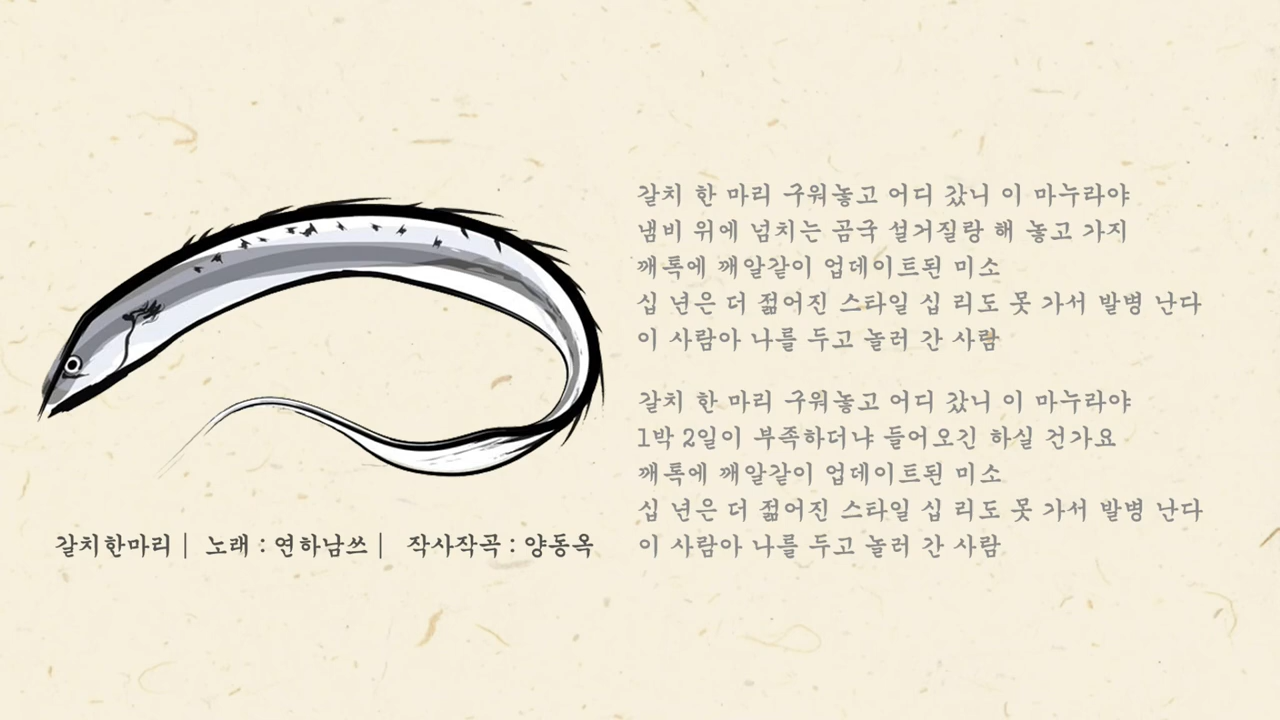 갈치 한 마리 구워놓고 어디 갔니 이 마누라야
냄비 위에 넘치는 곰국 설거질랑 해 놓고 가지
깨톡에 깨알같이 업데이트된 미소
십 년은 더 젊어진 스타일 십 리도 못 가서 발병 난다
이 사람아 나를 두고 놀러 간 사람
갈치 한 마리 구워놓고 어디 갔니 이 마누라야
1박 2일이 부족하더냐 들어오긴 하실 건가요
깨톡에 깨알같이 업데이트된 미소
십 년은 더 젊어진 스타일 십 리도 못 가서 발병 난다
이 사람아 나를 두고 놀러 간 사람
갈치한마리 | 노래 : 연하남쓰 | 작사작곡 : 양동옥